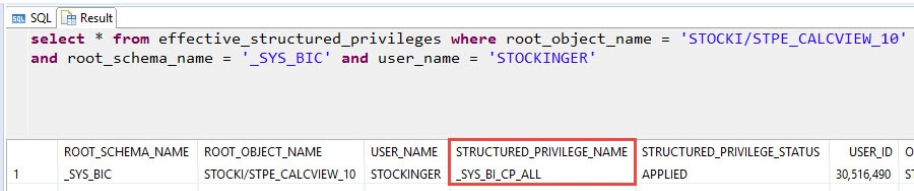 SQL Result
select * from effective_structured_privileges where root_object_name = 'STOCKI/STPE_CALCVIEW_10'
and root_schema_name = '_SYS_BIC' and user_name = 'STOCKINGER'
ROOT_SCHEMA_NAME ROOT_OBJECT_NAME USER_NAME STRUCTURED_PRIVILEGE_NAME STRUCTURED_PRIVILEGE_STATUS USER_ID O
1 _SYS_BIC STOCKI/STPE_CALCVIEW_10 STOCKINGER _SYS_BI_CP_ALL APPLIED 30,516,490 ST